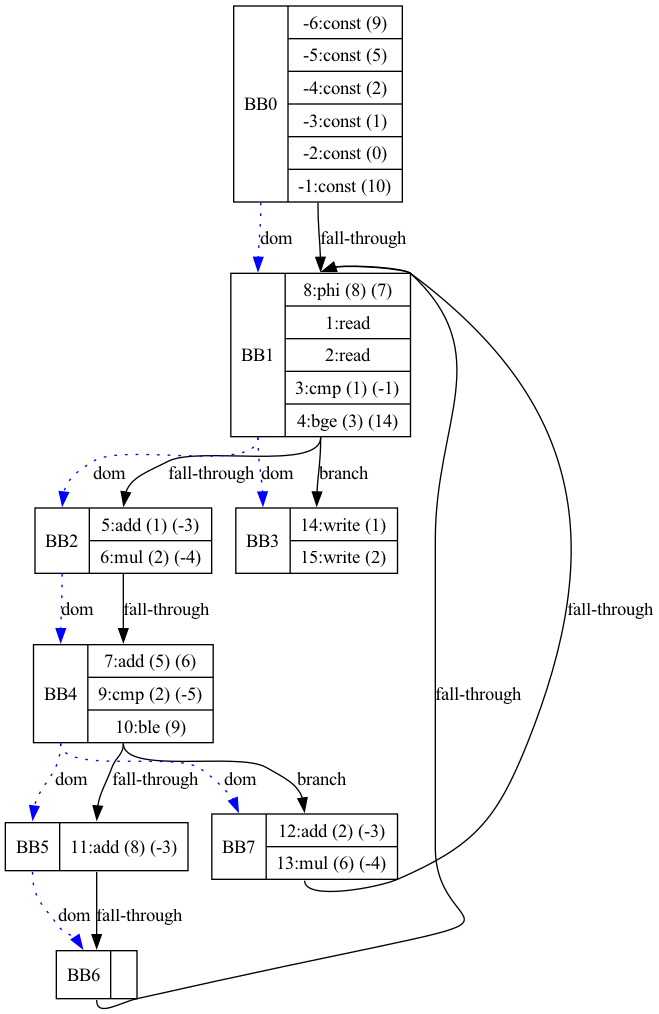 BB0
-6:const (9)
-5:const (5)
-4:const (2)
-3:const (1)
-2:const (0)
-1:const (10)
dom
fall-through
BB1
8:phi (8) (7)
1:read
2:read
3:cmp (1) (-1)
4:bge (3) (14)
dom
fall-through
dom
branch
BB2
5:add (1) (-3)
6:mul (2) (-4)
BB3
14:write (1)
15:write (2)
dom
fall-through
fall-through
BB4
7:add (5) (6)
9:cmp (2) (-5)
10:ble (9)
fall-through
dom
fall-through
dom
branch
BB5
11:add (8) (-3)
BB7
12:add (2) (-3)
13:mul (6) (-4)
dom
fall-through
BB6